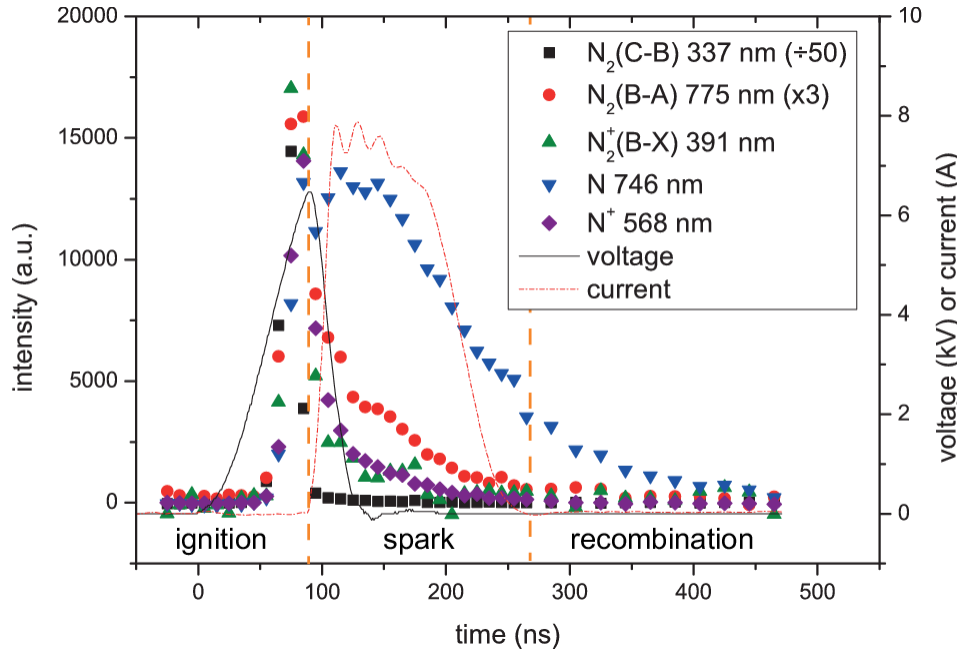 20000
15000
10000
5000
0
intensity (a.u.)
10
8
6
4
2
0
voltage (kV) or current (A)
N₂(C-B) 337 nm (÷50)
N₂(B-A) 775 nm (x3)
N₂⁺(B-X) 391 nm
N 746 nm
N⁺ 568 nm
voltage
current
ignition spark recombination
0 100 200 300 400 500
time (ns)